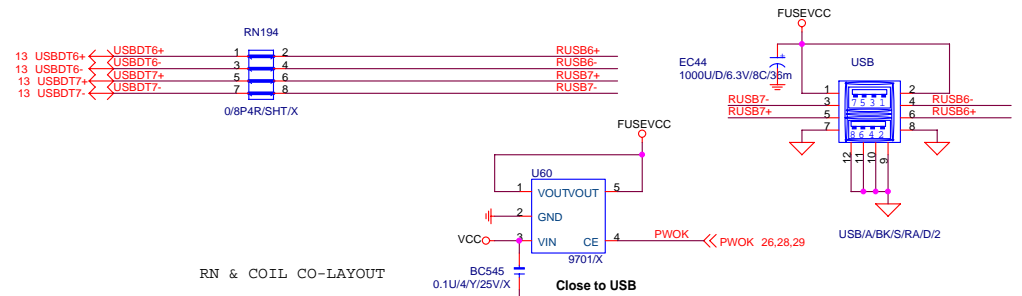 RN194
13 USBDT6+ USBDT6+ 1 2 RUSB6+
13 USBDT6- USBDT6- 3 4 RUSB6-
13 USBDT7+ USBDT7+ 5 6 RUSB7+
13 USBDT7- USBDT7- 7 8 RUSB7-
0/8P4R/SHT/X
FUSEVCC
EC44
1000U/D/6.3V/8C/36m
+
USB
1 2
RUSB7- 3 4 RUSB6-
RUSB7+ 5 6 RUSB6+
7 8
7 5 3 1
8 6 4 2
12 11 10 9
USB/A/BK/S/RA/D/2
FUSEVCC
U60
1 VOUT VOUT 5
2 GND
VCC 3 VIN CE 4 PWOK PWOK 26,28,29
9701/X
BC545
0.1U/4/Y/25V/X
Close to USB
RN & COIL CO-LAYOUT